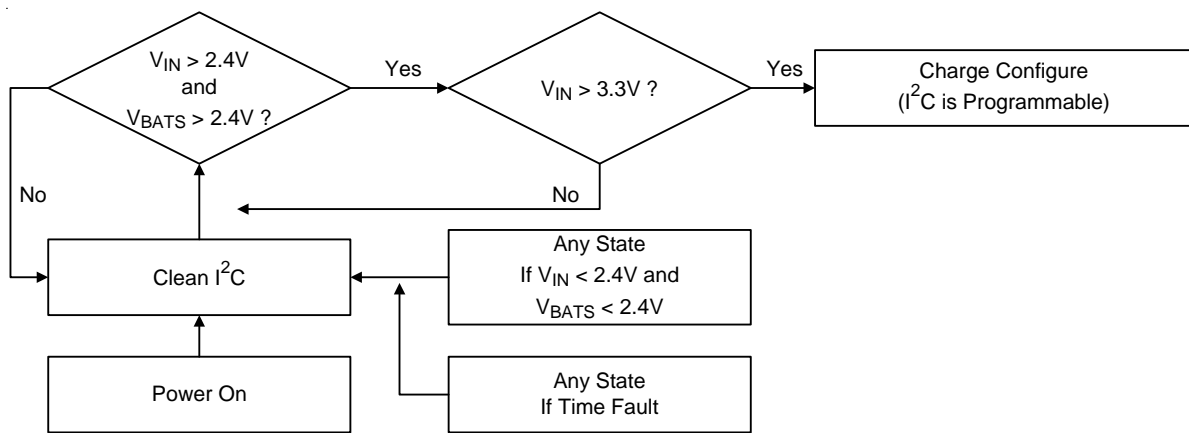 V_IN > 2.4V
and
V_BATS > 2.4V ?
Yes
V_IN > 3.3V ?
Yes
Charge Configure
(I²C is Programmable)
No
No
Clean I²C
Any State
If V_IN < 2.4V and
V_BATS < 2.4V
Power On
Any State
If Time Fault